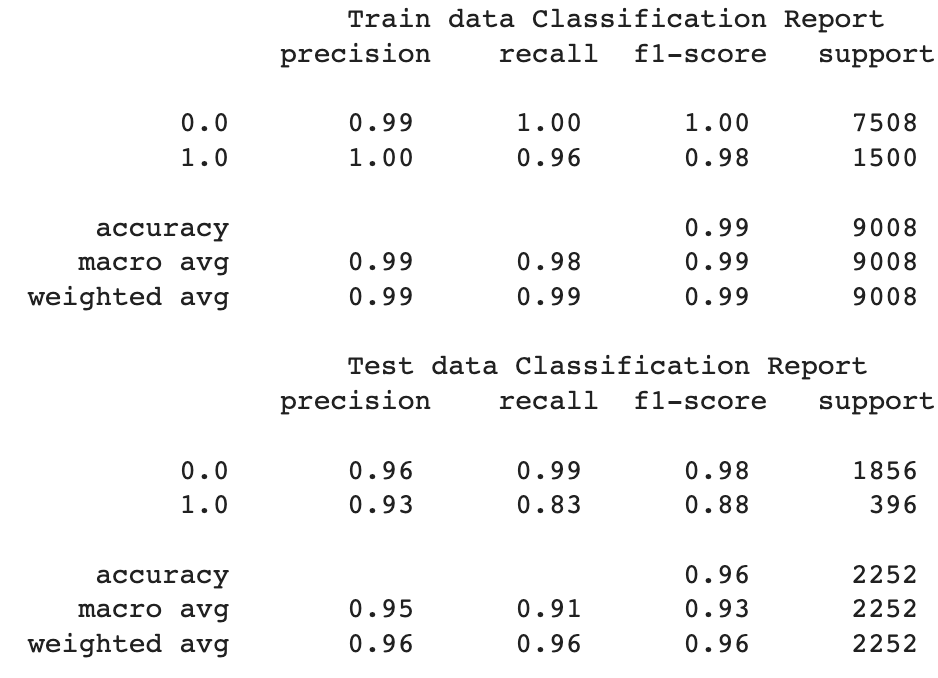 Train data Classification Report
precision recall f1-score support
0.0 0.99 1.00 1.00 7508
1.0 1.00 0.96 0.98 1500
accuracy 0.99 9008
macro avg 0.99 0.98 0.99 9008
weighted avg 0.99 0.99 0.99 9008
Test data Classification Report
precision recall f1-score support
0.0 0.96 0.99 0.98 1856
1.0 0.93 0.83 0.88 396
accuracy 0.96 2252
macro avg 0.95 0.91 0.93 2252
weighted avg 0.96 0.96 0.96 2252